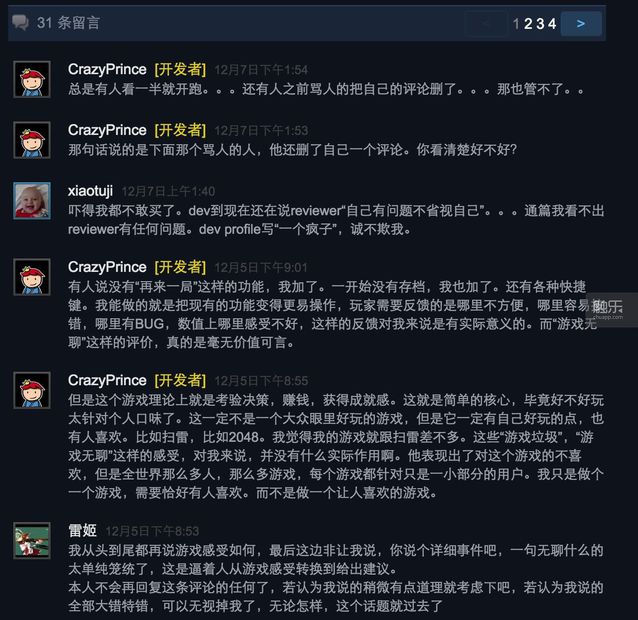 31 条留言
< 1 2 3 4 >
CrazyPrince [开发者] 12月7日下午1:54
总是有人看一半就开跑。。。还有人之前骂人的把自己的评论删了。。。那也管不了。。
CrazyPrince [开发者] 12月7日下午1:53
那句话说的是下面那个骂人的人，他还删了自己一个评论。你看清楚好不好?
xiaotuji 12月7日上午1:40
吓得我都不敢买了。dev到现在还在说reviewer“自己有问题不省视自己”。。。通篇我看不出
reviewer有任何问题。dev profile写“一个疯子”，诚不欺我。
CrazyPrince [开发者] 12月5日下午9:01
有人说没有“再来一局”这样的功能，我加了。一开始没有存档，我也加了。还有各种快捷
键。我能做的就是把现有的功能变得更易操作，玩家需要反馈的是哪里不方便，哪里容易
错，哪里有BUG，数值上哪里感受不好，这样的反馈对我来说是有实际意义的。而“游戏无
聊”这样的评价，真的是毫无价值可言。
触乐
chuapp.com
CrazyPrince [开发者] 12月5日下午8:55
但是这个游戏理论上就是考验决策，赚钱，获得成就感。这就是简单的核心，毕竟好不好玩
太针对个人口味了。这一定不是一个大众眼里好玩的游戏，但是它一定有自己好玩的点，也
有人喜欢。比如扫雷，比如2048。我觉得我的游戏就跟扫雷差不多。这些“游戏垃圾”，“游
戏无聊”这样的感受，对我来说，并没有什么实际作用啊。他表现出了对这个游戏的不喜
欢，但是全世界那么多人，那么多游戏，每个游戏都针对只是一小部分的用户。我只是做个
一个游戏，需要恰好有人喜欢。而不是做一个让人喜欢的游戏。
雷姬 12月5日下午8:53
我从头到尾都再说游戏感受如何，最后这边非让我说，你说个详细事件吧，一句无聊什么的
太单纯笼统了，这是逼着人从游戏感受转换到给出建议。
本人不会再回复这条评论的任何了，若认为我说的稍微有点道理就考虑下吧，若认为我说的
全部大错特错，可以无视掉我了，无论怎样，这个话题就过去了